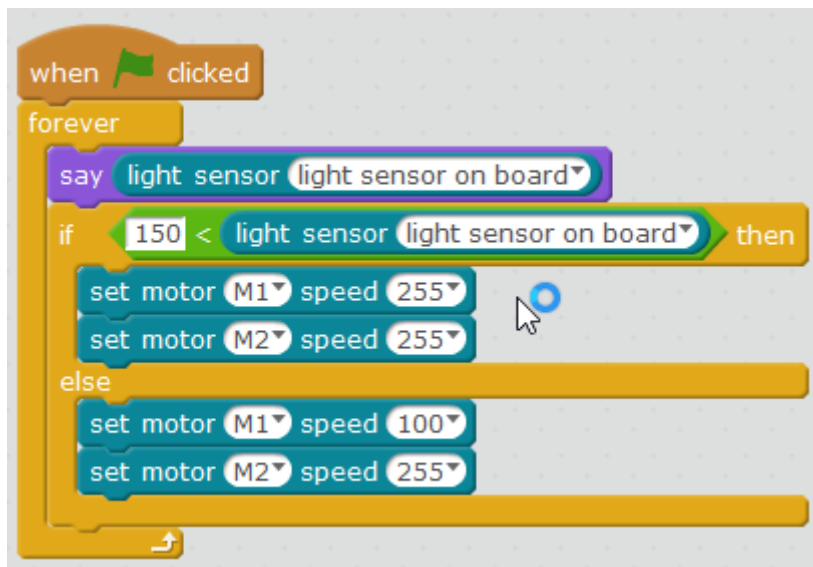 when clicked
forever
say light sensor light sensor on board
if 150 < light sensor light sensor on board then
set motor M1 speed 255
set motor M2 speed 255
else
set motor M1 speed 100
set motor M2 speed 255